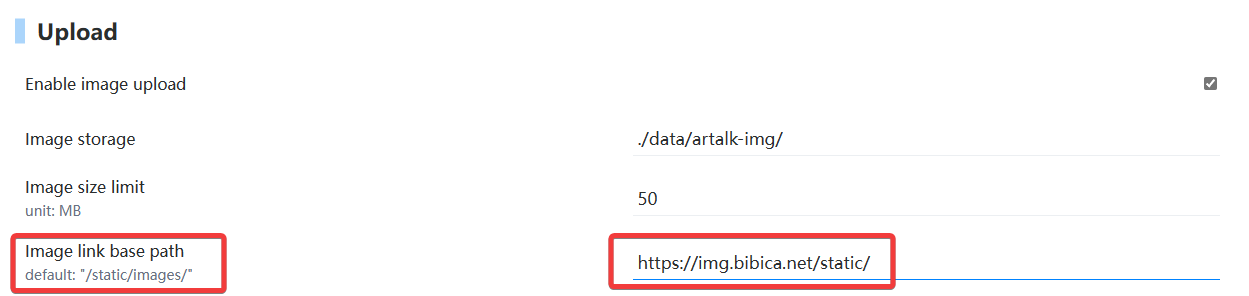 Upload
Enable image upload
Image storage
./data/artalk-img/
Image size limit
unit: MB
50
Image link base path
default: "/static/images/"
https://img.bibica.net/static/